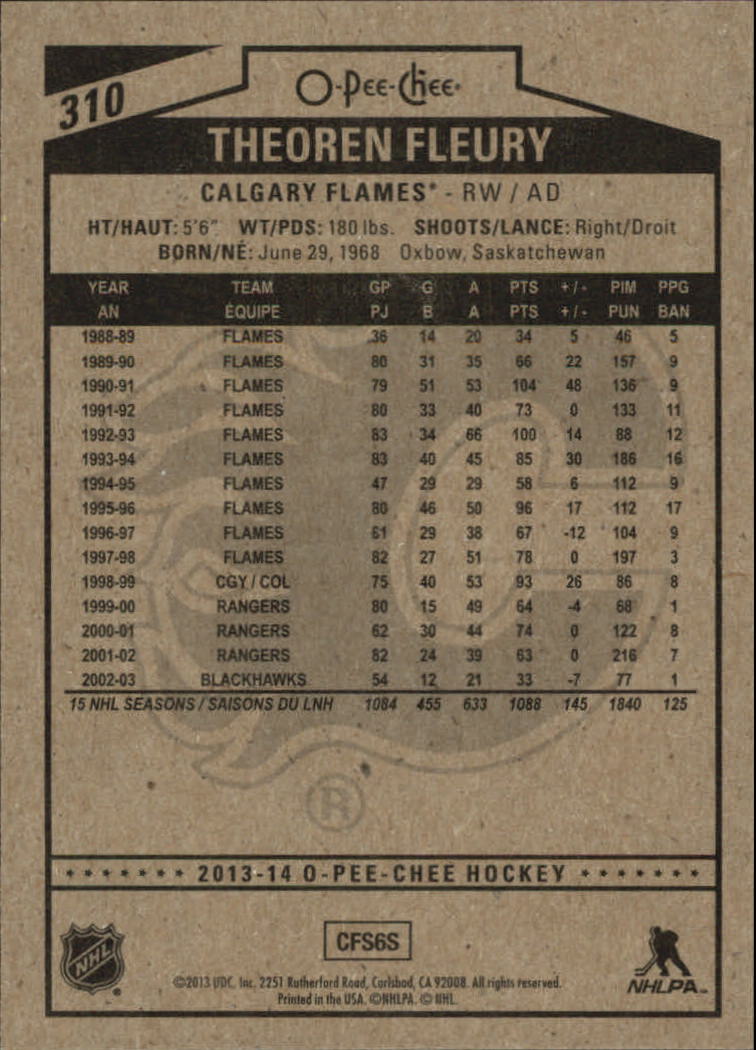 310
O-Pee-Chee
THEOREN FLEURY
CALGARY FLAMES® - RW / AD
HT/HAUT: 5'6" WT/PDS: 180 lbs. SHOOTS/LANCE: Right/Droit
BORN/NÉ: June 29, 1968 Oxbow, Saskatchewan
YEAR TEAM GP G A PTS +/- PIM PPG
AN ÉQUIPE PJ B A PTS +/- PUN BAN
1988-89 FLAMES 36 14 20 34 5 46 5
1989-90 FLAMES 80 31 35 66 22 157 9
1990-91 FLAMES 79 51 53 104 48 136 9
1991-92 FLAMES 80 33 40 73 0 133 11
1992-93 FLAMES 83 34 66 100 14 88 12
1993-94 FLAMES 83 40 45 85 30 186 16
1994-95 FLAMES 47 29 29 58 6 112 9
1995-96 FLAMES 80 46 50 96 17 112 17
1996-97 FLAMES 81 29 38 67 -12 104 9
1997-98 FLAMES 82 27 51 78 0 197 3
1998-99 CGY / COL 75 40 53 93 26 86 8
1999-00 RANGERS 80 15 49 64 -4 68 1
2000-01 RANGERS 62 30 44 74 0 122 8
2001-02 RANGERS 82 24 39 63 0 216 7
2002-03 BLACKHAWKS 54 12 21 33 -7 77 1
15 NHL SEASONS / SAISONS DU LNH 1084 455 633 1088 145 1840 125
®
* * * * * * * 2013-14 O-PEE-CHEE HOCKEY * * * * * * *
NHL
CFS6S
©2013 UDC, Inc. 2251 Rutherford Road, Carlsbad, CA 92008. All rights reserved.
Printed in the USA. ©NHLPA. © NHL.
NHLPA™